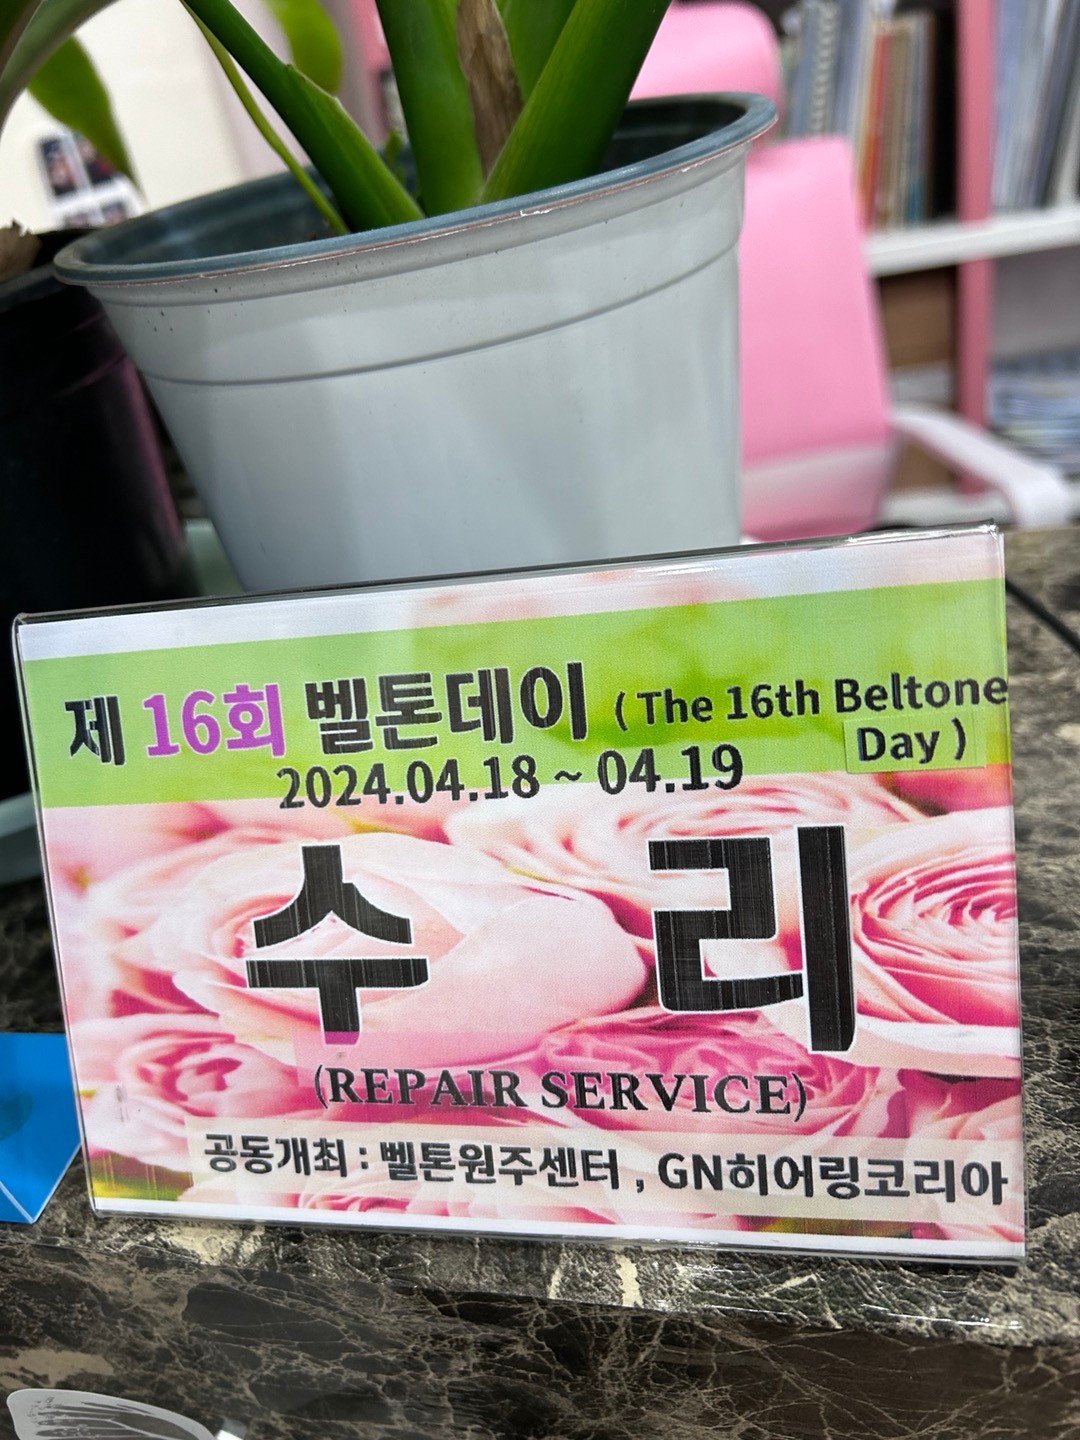 제 16회 벨톤데이 ( The 16th Beltone
Day )
2024.04.18 ~ 04.19
수 리
(REPAIR SERVICE)
공동개최 : 벨톤원주센터 , GN히어링코리아